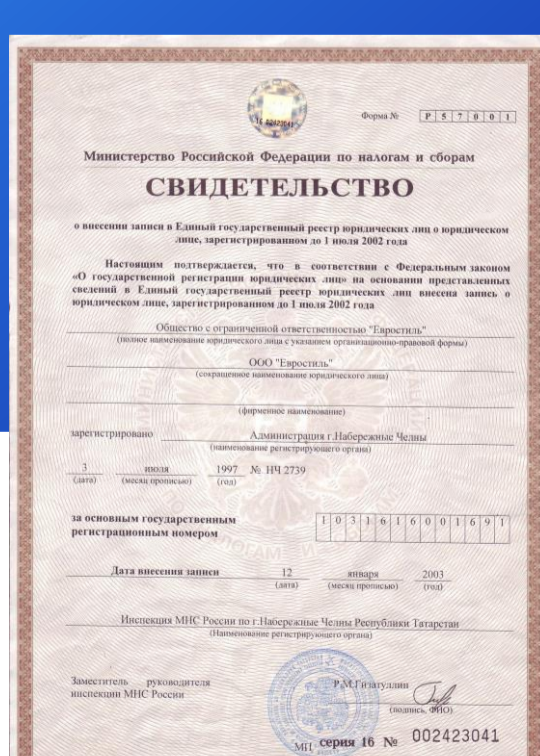 Форма № Р 5 7 0 0 1
Министерство Российской Федерации по налогам и сборам
СВИДЕТЕЛЬСТВО
о внесении записи в Единый государственный реестр юридических лиц о юридическом
лице, зарегистрированном до 1 июля 2002 года
Настоящим подтверждается, что в соответствии с Федеральным законом
«О государственной регистрации юридических лиц» на основании представленных
сведений в Единый государственный реестр юридических лиц внесена запись о
юридическом лице, зарегистрированном до 1 июля 2002 года
Общество с ограниченной ответственностью "Евростиль"
(полное наименование юридического лица с указанием организационно-правовой формы)
ООО "Евростиль"
(сокращенное наименование юридического лица)
(фирменное наименование)
зарегистрировано Администрация г.Набережные Челны
(наименование регистрирующего органа)
3 июля 1997 № НЧ 2739
(дата) (месяц прописью) (год)
за основным государственным
регистрационным номером 1 0 3 1 6 1 6 0 0 1 6 9 1
Дата внесения записи 12 января 2003
(дата) (месяц прописью) (год)
Инспекция МНС России по г.Набережные Челны Республики Татарстан
(Наименование регистрирующего органа)
Заместитель руководителя
инспекции МНС России Р.М.Гизатуллин
(подпись, ФИО)
МП серия 16 № 002423041